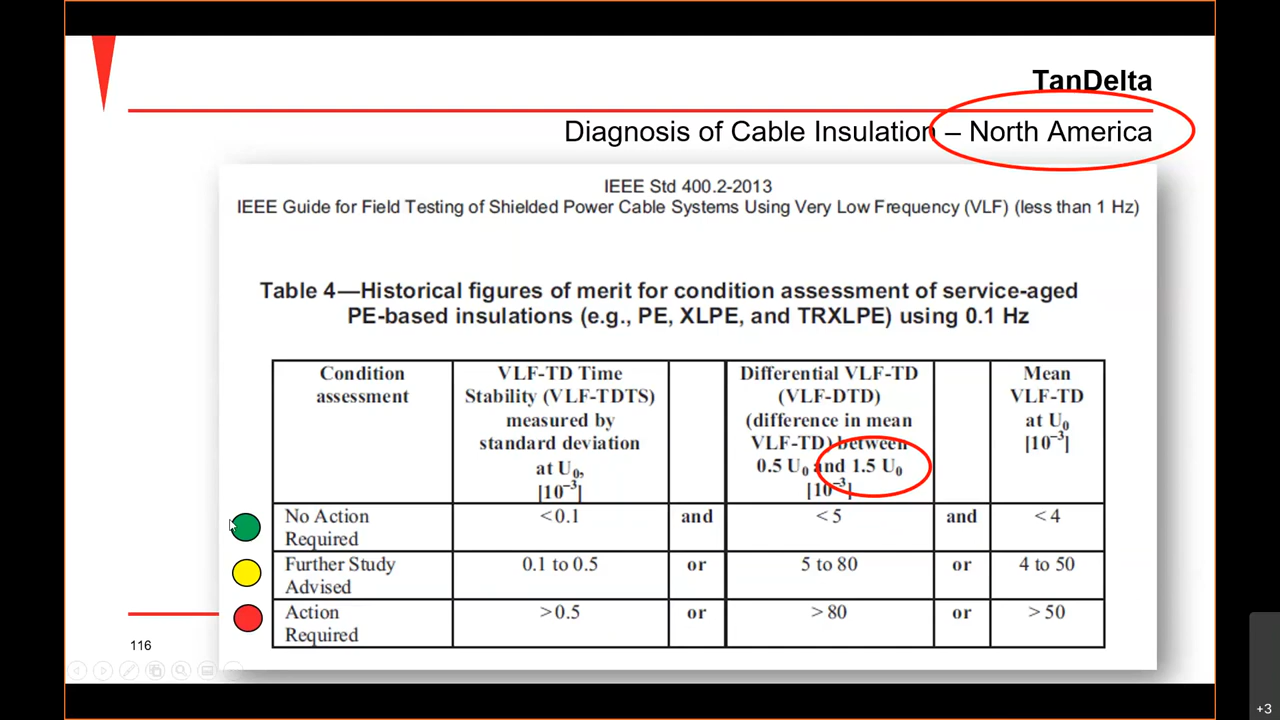 TanDelta
Diagnosis of Cable Insulation – North America
IEEE Std 400.2-2013
IEEE Guide for Field Testing of Shielded Power Cable Systems Using Very Low Frequency (VLF) (less than 1 Hz)
Table 4—Historical figures of merit for condition assessment of service-aged
PE-based insulations (e.g., PE, XLPE, and TRXLPE) using 0.1 Hz
Condition
assessment
VLF-TD Time
Stability (VLF-TDTS)
measured by
standard deviation
at U₀,
[10⁻³]
Differential VLF-TD
(VLF-DTD)
(difference in mean
VLF-TD) between
0.5 U₀ and 1.5 U₀
[10⁻³]
Mean
VLF-TD
at U₀
[10⁻³]
No Action
Required
<0.1
and
<5
and
<4
Further Study
Advised
0.1 to 0.5
or
5 to 80
or
4 to 50
Action
Required
>0.5
or
>80
or
>50
116
+3